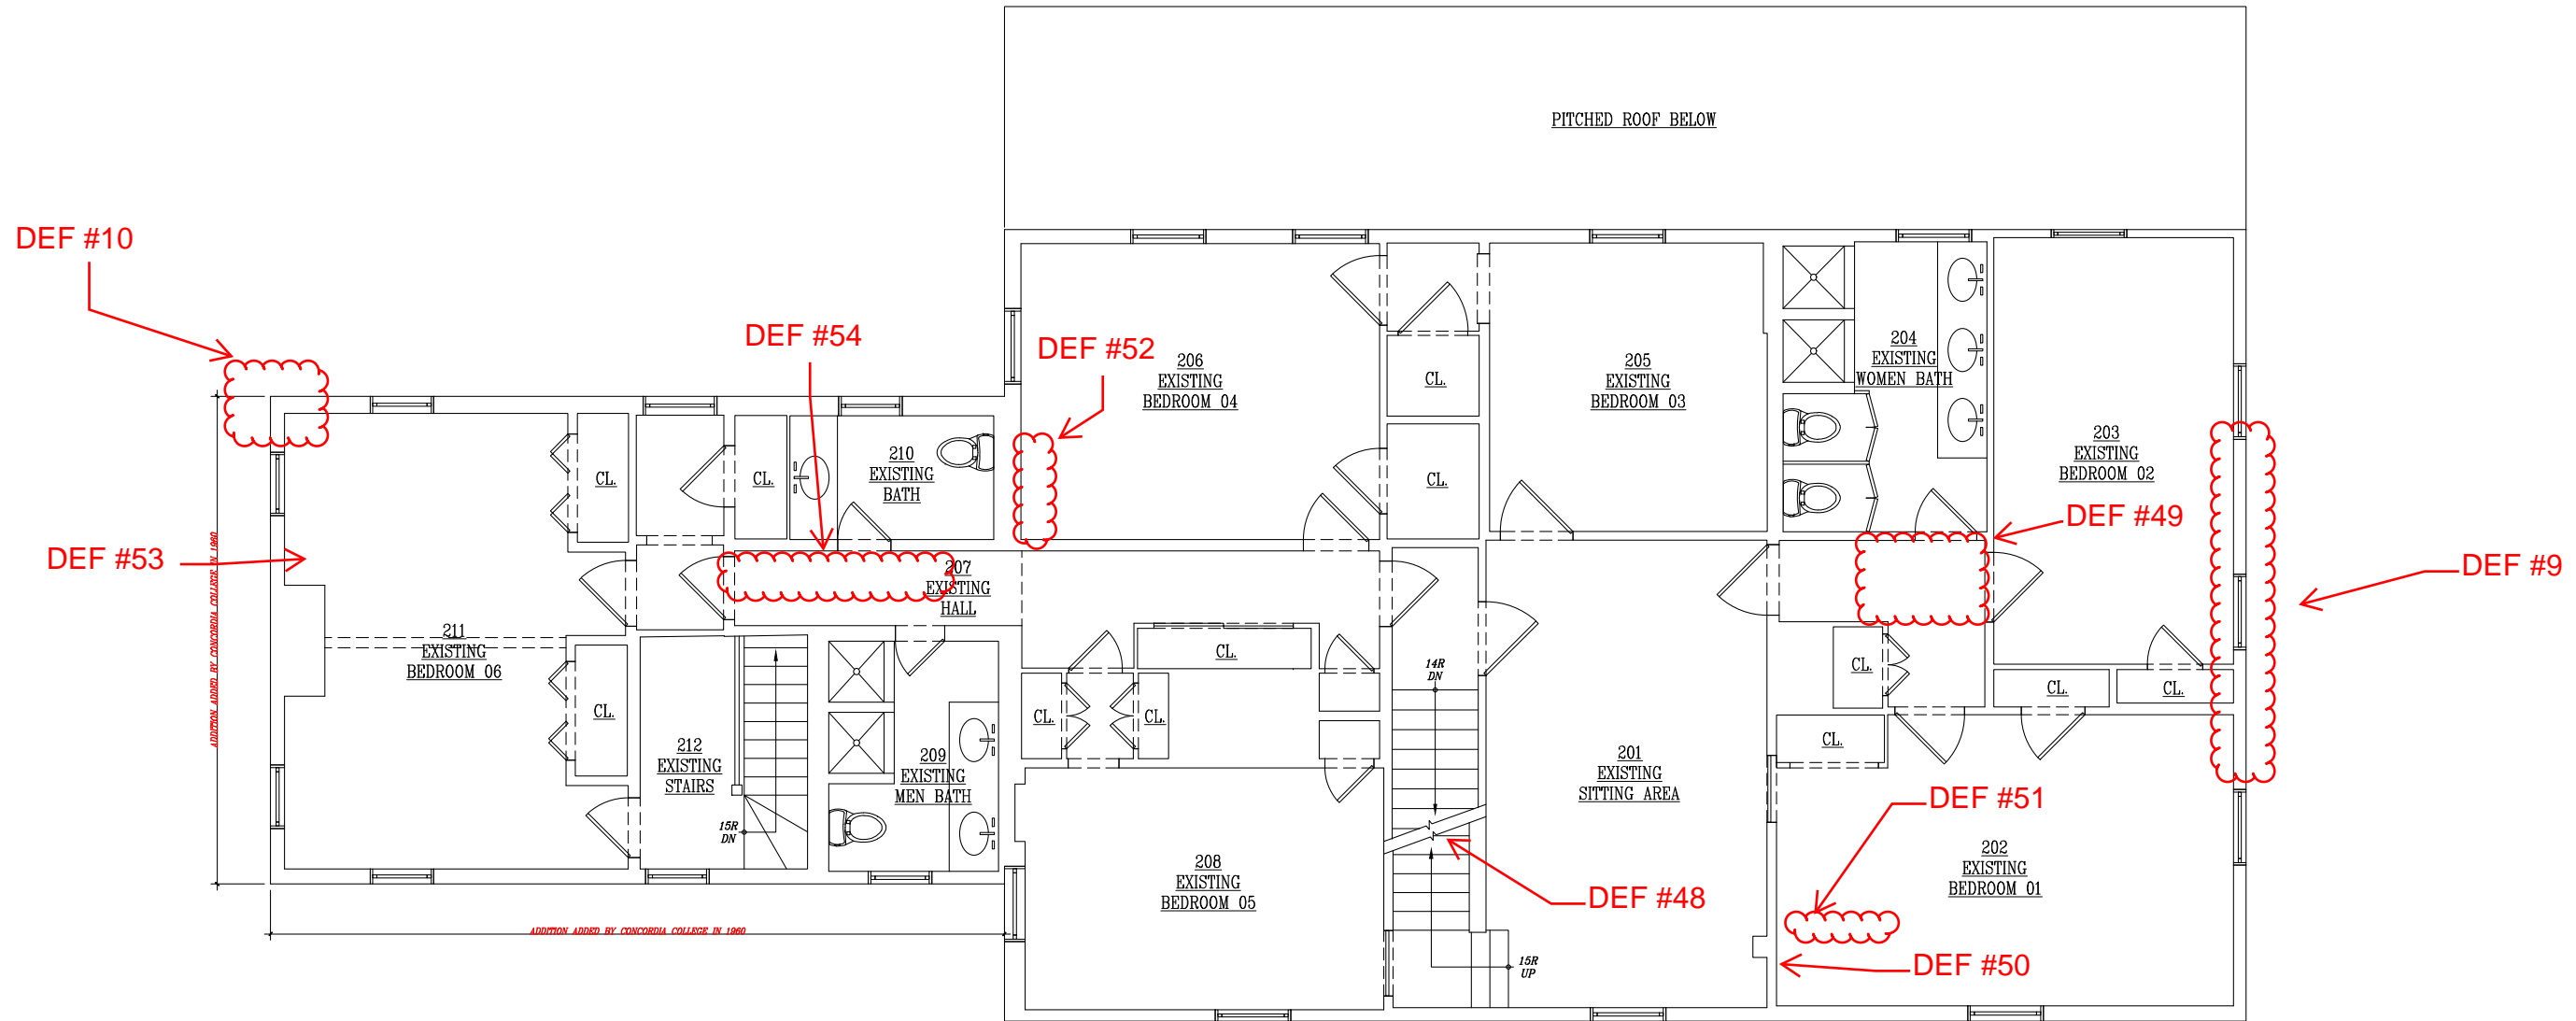 PITCHED ROOF BELOW
DEF #10
DEF #54
DEF #52
206
EXISTING
BEDROOM 04
CL.
205
EXISTING
BEDROOM 03
204
EXISTING
WOMEN BATH
203
EXISTING
BEDROOM 02
CL.
CL.
210
EXISTING
BATH
CL.
DEF #49
DEF #53
DEF #9
207
EXISTING
HALL
ADDITION ADDED BY CONCORDIA COLLEGE IN 1960
211
EXISTING
BEDROOM 06
CL.
CL.
14R
DN
CL.
CL.
CL.
CL.
CL.
CL.
212
EXISTING
STAIRS
15R
DN
209
EXISTING
MEN BATH
201
EXISTING
SITTING AREA
CL.
DEF #51
208
EXISTING
BEDROOM 05
202
EXISTING
BEDROOM 01
DEF #48
ADDITION ADDED BY CONCORDIA COLLEGE IN 1960
15R
UP
DEF #50